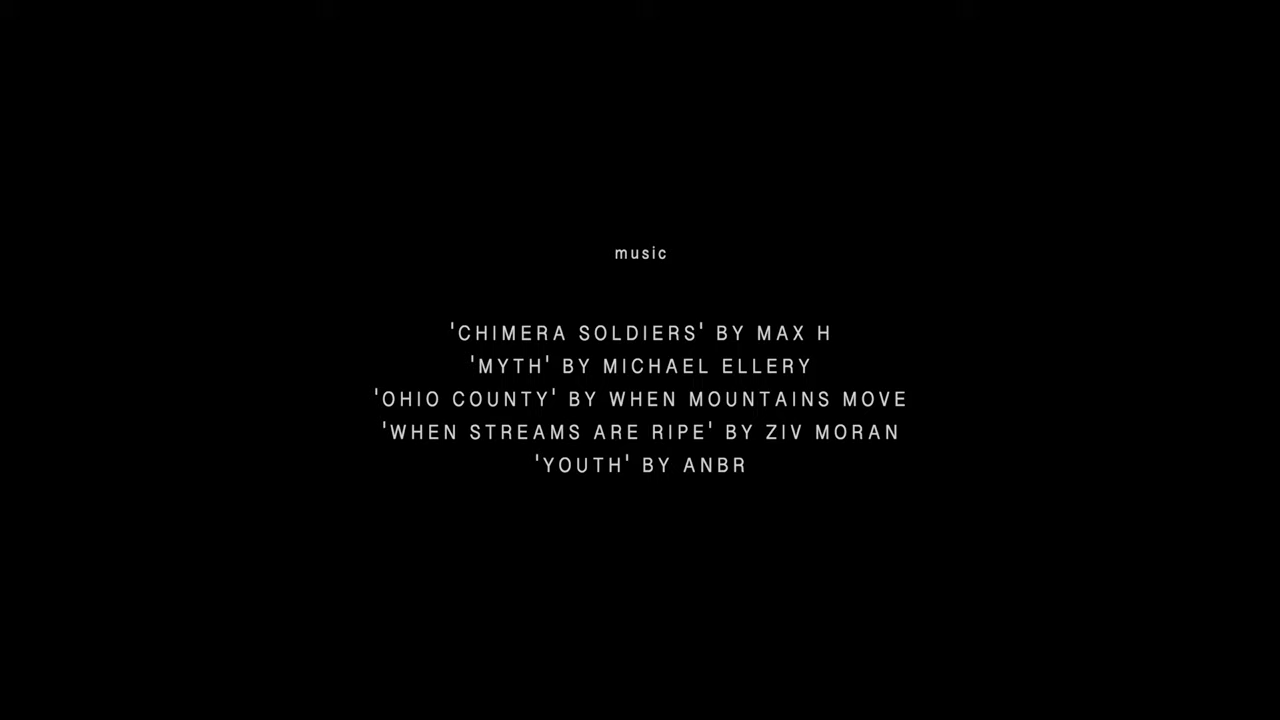 music
'CHIMERA SOLDIERS' BY MAX H
'MYTH' BY MICHAEL ELLERY
'OHIO COUNTY' BY WHEN MOUNTAINS MOVE
'WHEN STREAMS ARE RIPE' BY ZIV MORAN
'YOUTH' BY ANBR